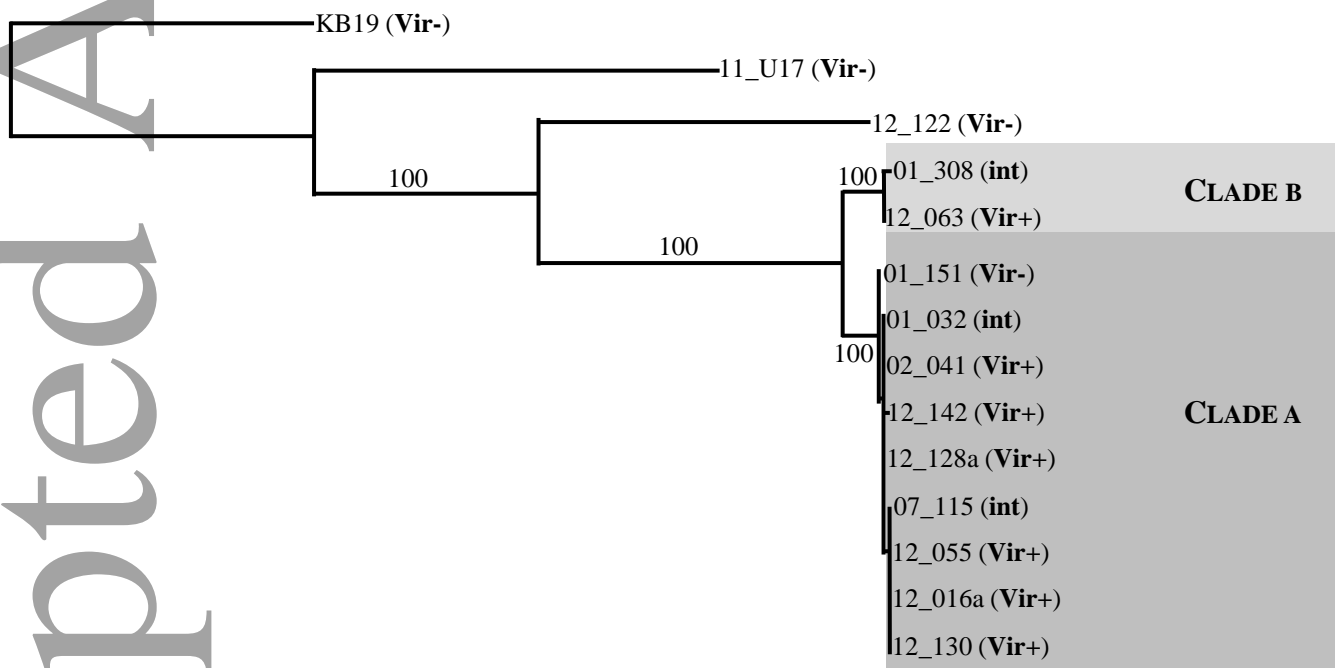 KB19 (Vir-)
11_U17 (Vir-)
12_122 (Vir-)
100
100 01_308 (int)
CLADE B
12_063 (Vir+)
100
01_151 (Vir-)
01_032 (int)
100
02_041 (Vir+)
12_142 (Vir+)
CLADE A
12_128a (Vir+)
07_115 (int)
12_055 (Vir+)
12_016a (Vir+)
12_130 (Vir+)
pted A